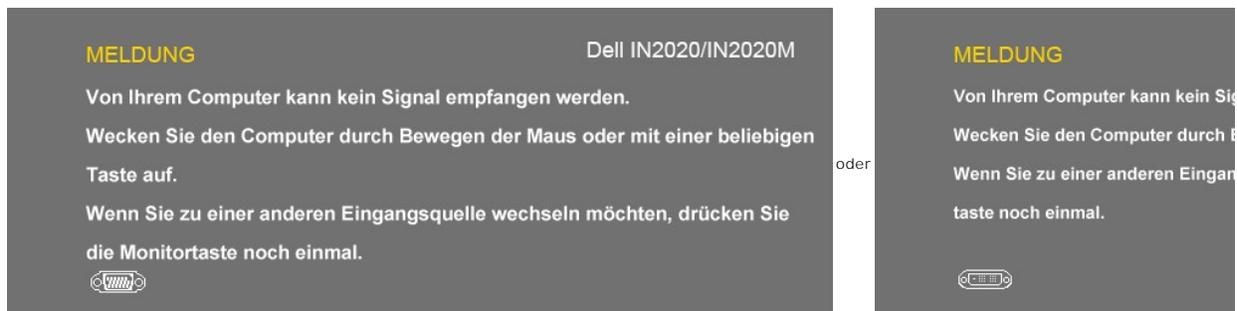 MELDUNG
Dell IN2020/IN2020M
Von Ihrem Computer kann kein Signal empfangen werden.
Wecken Sie den Computer durch Bewegen der Maus oder mit einer beliebigen
Taste auf.
Wenn Sie zu einer anderen Eingangsquelle wechseln möchten, drücken Sie
die Monitortaste noch einmal.
oder
MELDUNG
Von Ihrem Computer kann kein
Wecken Sie den Computer durch
Wenn Sie zu einer anderen
taste noch einmal.